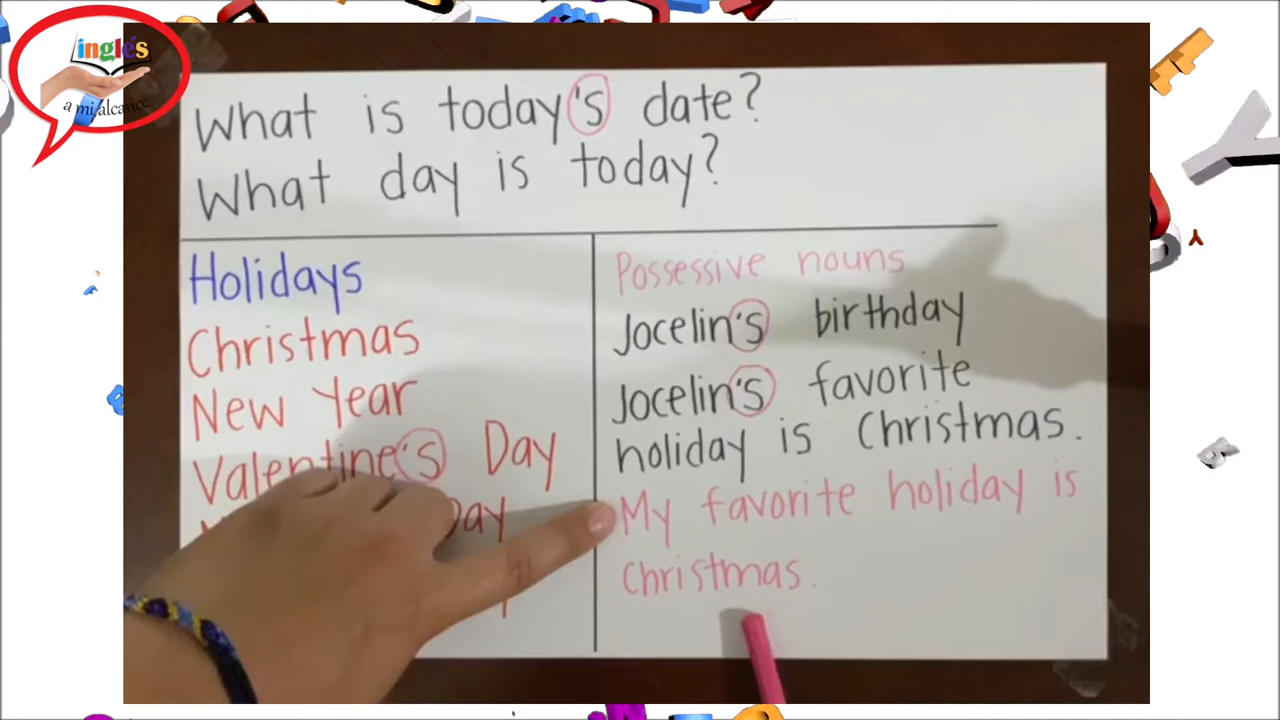 inglés
a mi alcance
What is today's date?
What day is today?
Holidays
Christmas
New Year
Valentine's Day
Day
Possessive nouns
Jocelin's birthday
Jocelin's favorite
holiday is Christmas.
My favorite holiday is
Christmas.